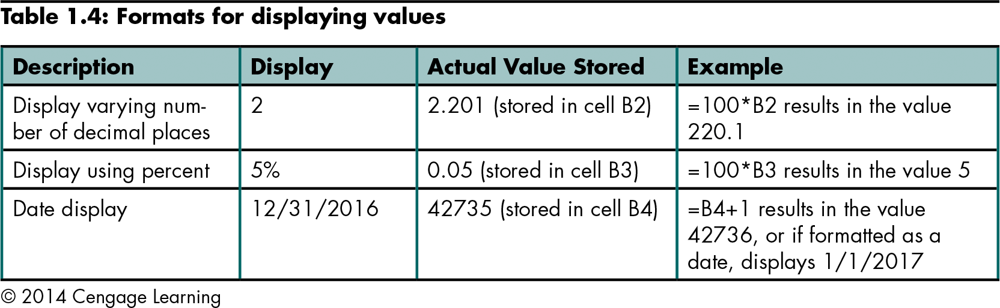 Table 1.4: Formats for displaying values
Description Display Actual Value Stored Example
Display varying num-
ber of decimal places
2
2.201 (stored in cell B2)
=100*B2 results in the value
220.1
Display using percent
5%
0.05 (stored in cell B3)
=100*B3 results in the value 5
Date display
12/31/2016
42735 (stored in cell B4)
=B4+1 results in the value
42736, or if formatted as a
date, displays 1/1/2017
© 2014 Cengage Learning